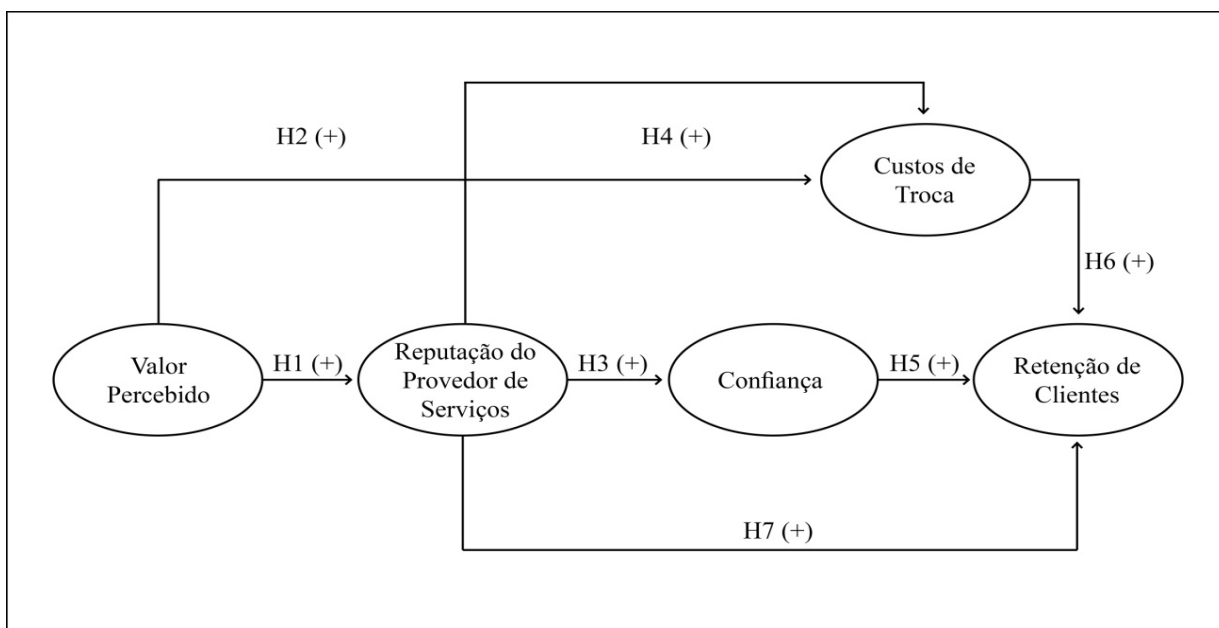 H2 (+)
H4 (+)
Custos de
Troca
H6 (+)
Valor
Percebido
H1 (+)
Reputação do
Provedor de
Serviços
H3 (+)
Confiança
H5 (+)
Retenção de
Clientes
H7 (+)